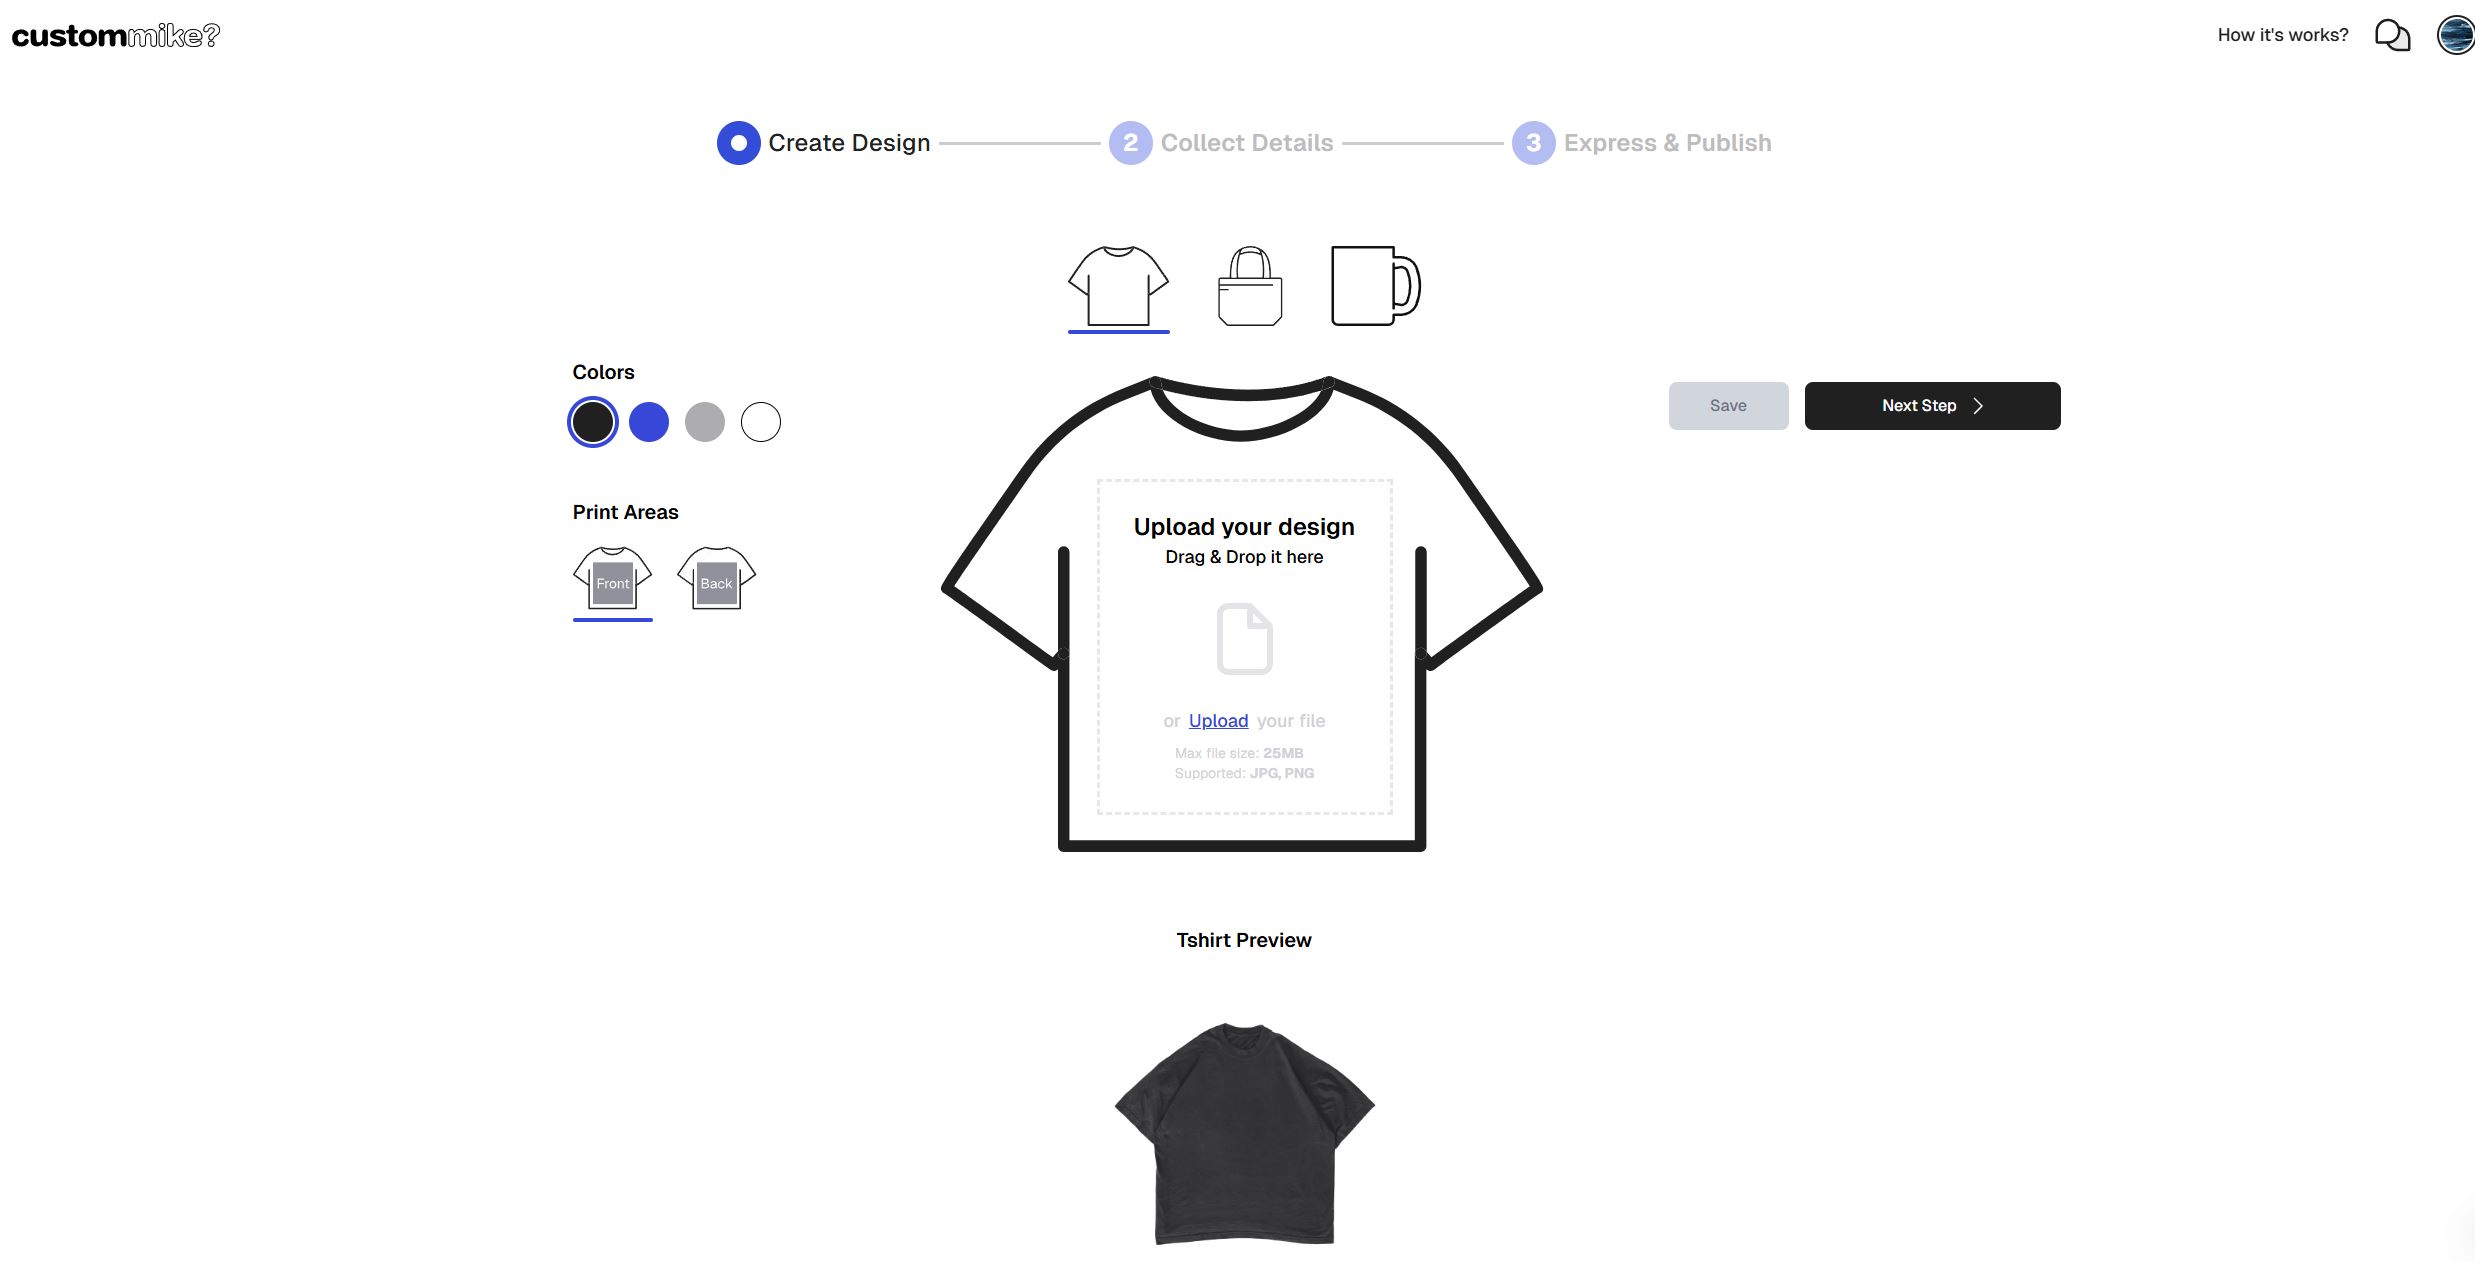 custommike?
How it's works?
Create Design
2 Collect Details
3 Express & Publish
Colors
Save
Next Step
Print Areas
Front
Back
Upload your design
Drag & Drop it here
or Upload your file
Max file size: 25MB
Supported: JPG, PNG
Tshirt Preview